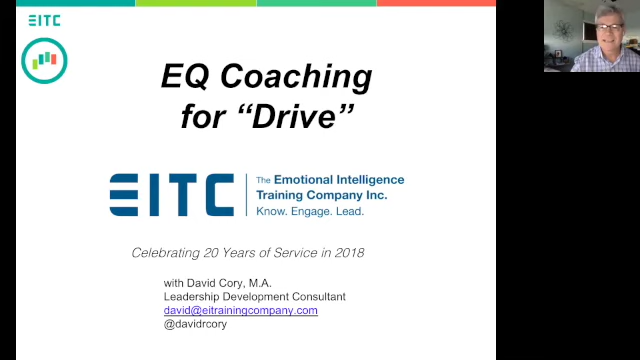 EITC
EQ Coaching
for “Drive”
EITC
The Emotional Intelligence
Training Company Inc.
Know. Engage. Lead.
Celebrating 20 Years of Service in 2018
with David Cory, M.A.
Leadership Development Consultant
david@eitrainingcompany.com
@davidrcory